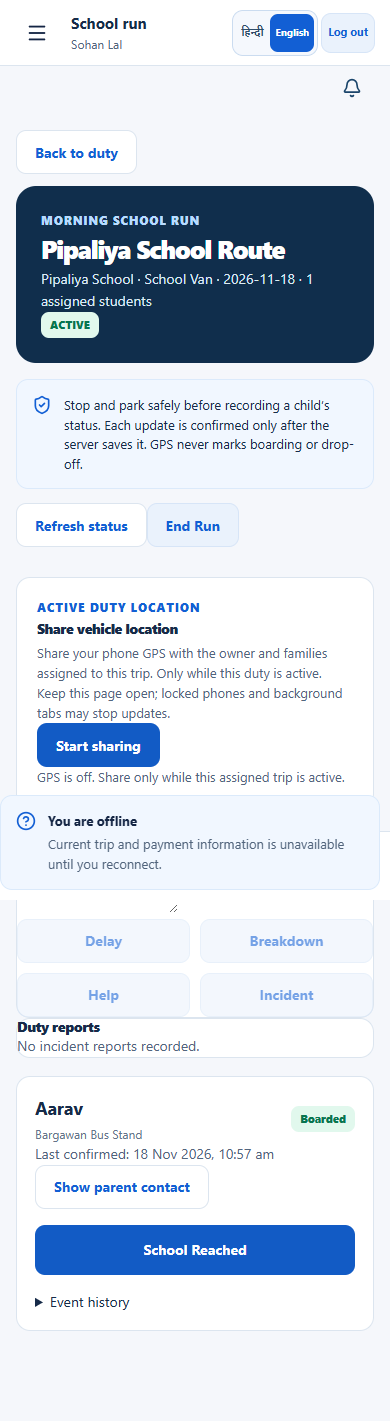 School run
Sohan Lal
हिन्दी
English
Log out
Back to duty
MORNING SCHOOL RUN
Pipaliya School Route
Pipaliya School · School Van · 2026-11-18 · 1
assigned students
ACTIVE
Stop and park safely before recording a child's
status. Each update is confirmed only after the
server saves it. GPS never marks boarding or drop-
off.
Refresh status
End Run
ACTIVE DUTY LOCATION
Share vehicle location
Share your phone GPS with the owner and families
assigned to this trip. Only while this duty is active.
Keep this page open; locked phones and background
tabs may stop updates.
Start sharing
GPS is off. Share only while this assigned trip is active.
You are offline
Current trip and payment information is unavailable
until you reconnect.
Delay
Breakdown
Help
Incident
Duty reports
No incident reports recorded.
Aarav
Boarded
Bargawan Bus Stand
Last confirmed: 18 Nov 2026, 10:57 am
Show parent contact
School Reached
Event history